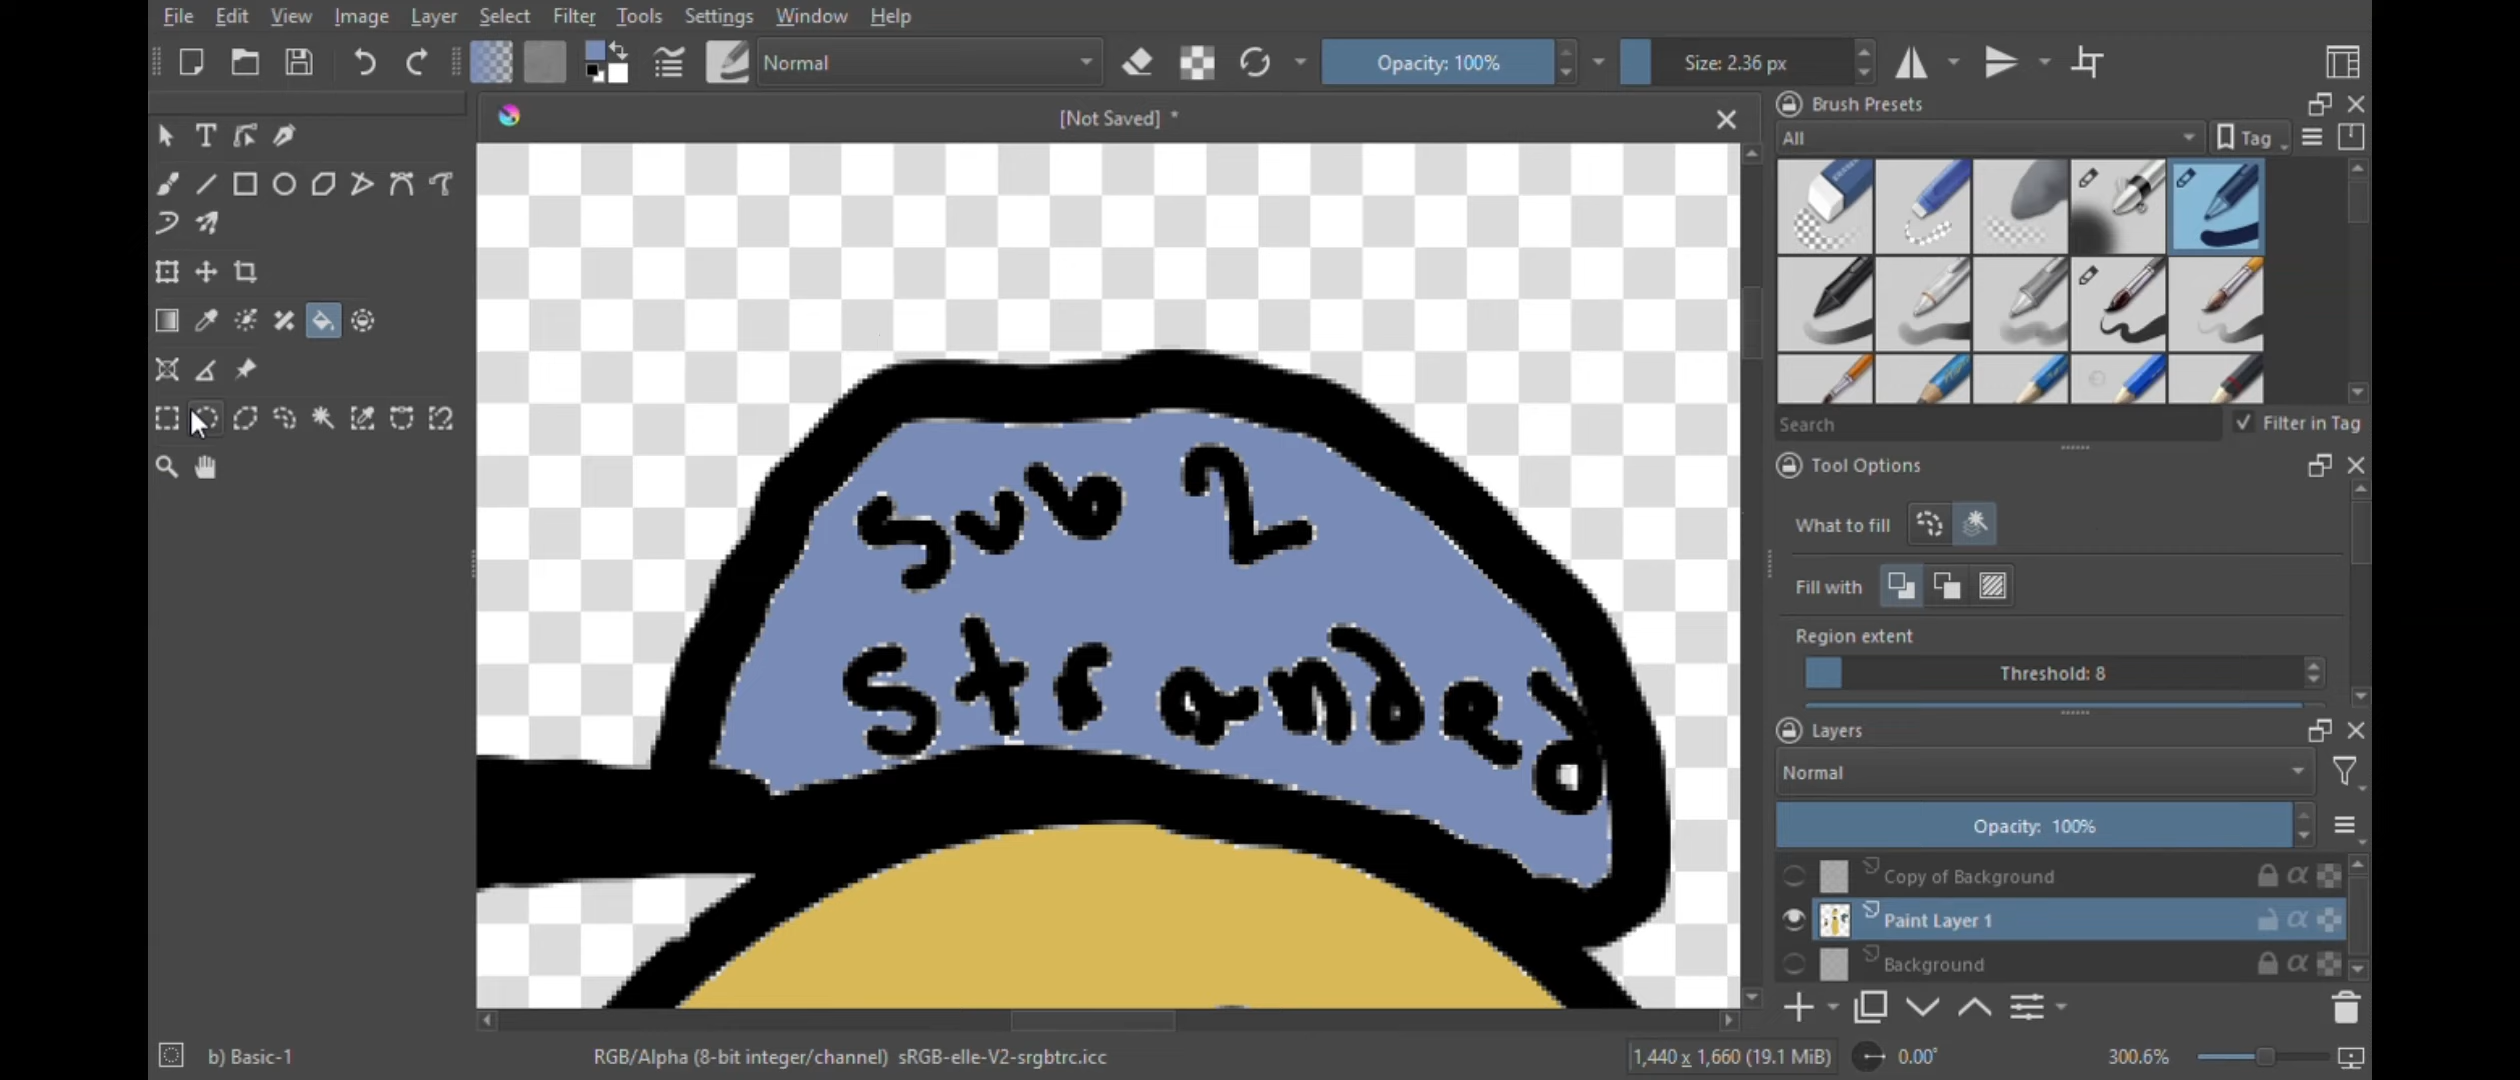 File Edit View Image Layer Select Filter Tools Settings Window Help
Normal Opacity: 100% Size: 2.36 px
[Not Saved] *
Brush Presets
All Tag
Search Filter in Tag
Tool Options
What to fill
Fill with
Region extent
Threshold: 8
Layers
Normal
Opacity: 100%
Copy of Background
Paint Layer 1
Background
Sub 2
Stranded
b) Basic-1 RGB/Alpha (8-bit integer/channel) sRGB-elle-V2-srgbtrc.icc 1,440 x 1,660 (19.1 MiB) 0.00° 300.6%